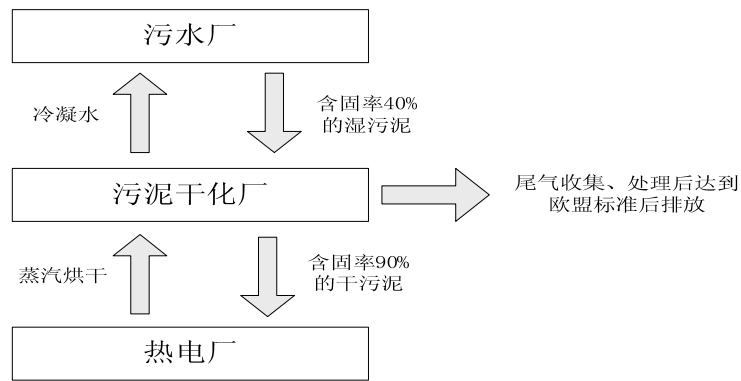 污水厂
冷凝水
含固率40%
的湿污泥
污泥干化厂
尾气收集、处理后达到
欧盟标准后排放
蒸汽烘干
含固率90%
的干污泥
热电厂